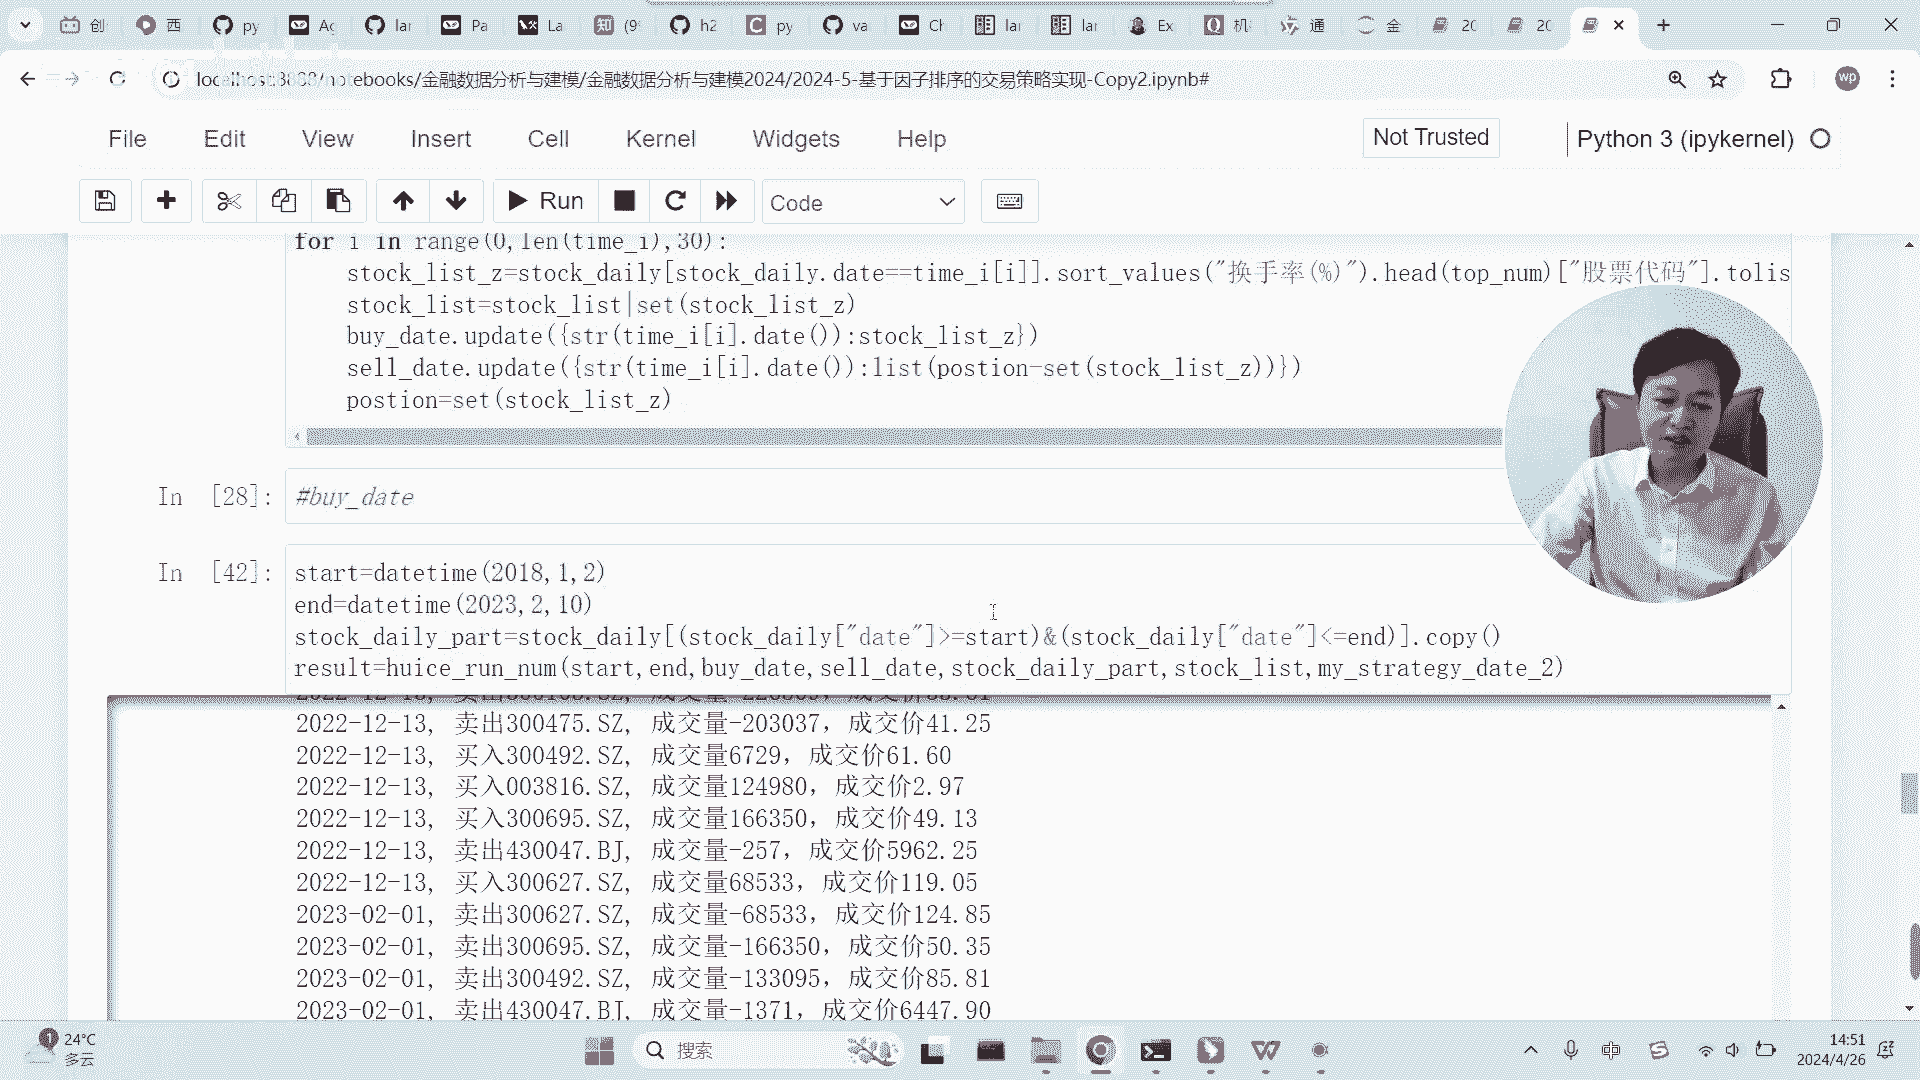 创
西
py
Ag
lar
Pa
La
(9
h2
py
va
Ch
lar
lar
Ex
机
通
金
20
20
localhost:8888/notebooks/金融数据分析与建模/金融数据分析与建模2024/2024-5-基于因子排序的交易策略实现-Copy2.ipynb#
wp
File Edit View Insert Cell Kernel Widgets Help
Not Trusted
Python 3 (ipykernel)
Run
Code
for i in range(0,len(time_i),30):
stock_list_z=stock_daily[stock_daily.date==time_i[i]].sort_values("换手率(%)").head(top_num)["股票代码"].tolis
stock_list=stock_list|set(stock_list_z)
buy_date.update({str(time_i[i].date()):stock_list_z})
sell_date.update({str(time_i[i].date()):list(postion-set(stock_list_z))})
postion=set(stock_list_z)
In [28]: #buy_date
In [42]: start=datetime(2018,1,2)
end=datetime(2023,2,10)
stock_daily_part=stock_daily[(stock_daily["date"]>=start)&(stock_daily["date"]<=end)].copy()
result=huice_run_num(start,end,buy_date,sell_date,stock_daily_part,stock_list,my_strategy_date_2)
2022-12-13, 卖出300475.SZ, 成交量-203037, 成交价41.25
2022-12-13, 买入300492.SZ, 成交量6729, 成交价61.60
2022-12-13, 买入003816.SZ, 成交量124980, 成交价2.97
2022-12-13, 买入300695.SZ, 成交量166350, 成交价49.13
2022-12-13, 卖出430047.BJ, 成交量-257, 成交价5962.25
2022-12-13, 买入300627.SZ, 成交量68533, 成交价119.05
2023-02-01, 卖出300627.SZ, 成交量-68533, 成交价124.85
2023-02-01, 卖出300695.SZ, 成交量-166350, 成交价50.35
2023-02-01, 卖出300492.SZ, 成交量-133095, 成交价85.81
2023-02-01, 卖出430047.BJ, 成交量-1371, 成交价6447.90
1
24°C
多云
搜索
中
14:51
2024/4/26